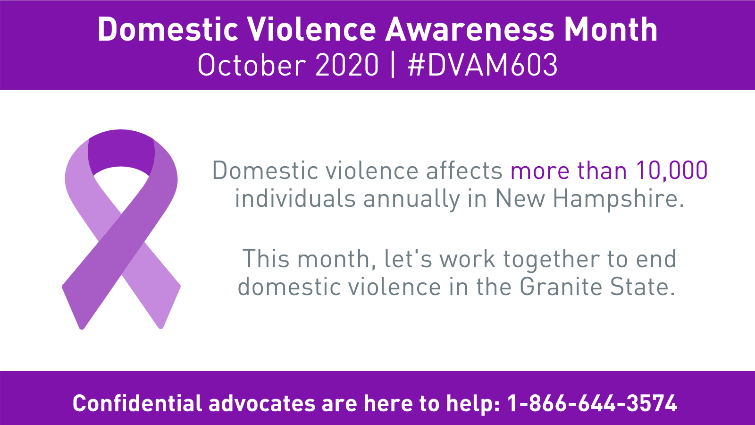 Domestic Violence Awareness Month
October 2020 | #DVAM603
Domestic violence affects more than 10,000
individuals annually in New Hampshire.
This month, let's work together to end
domestic violence in the Granite State.
Confidential advocates are here to help: 1-866-644-3574